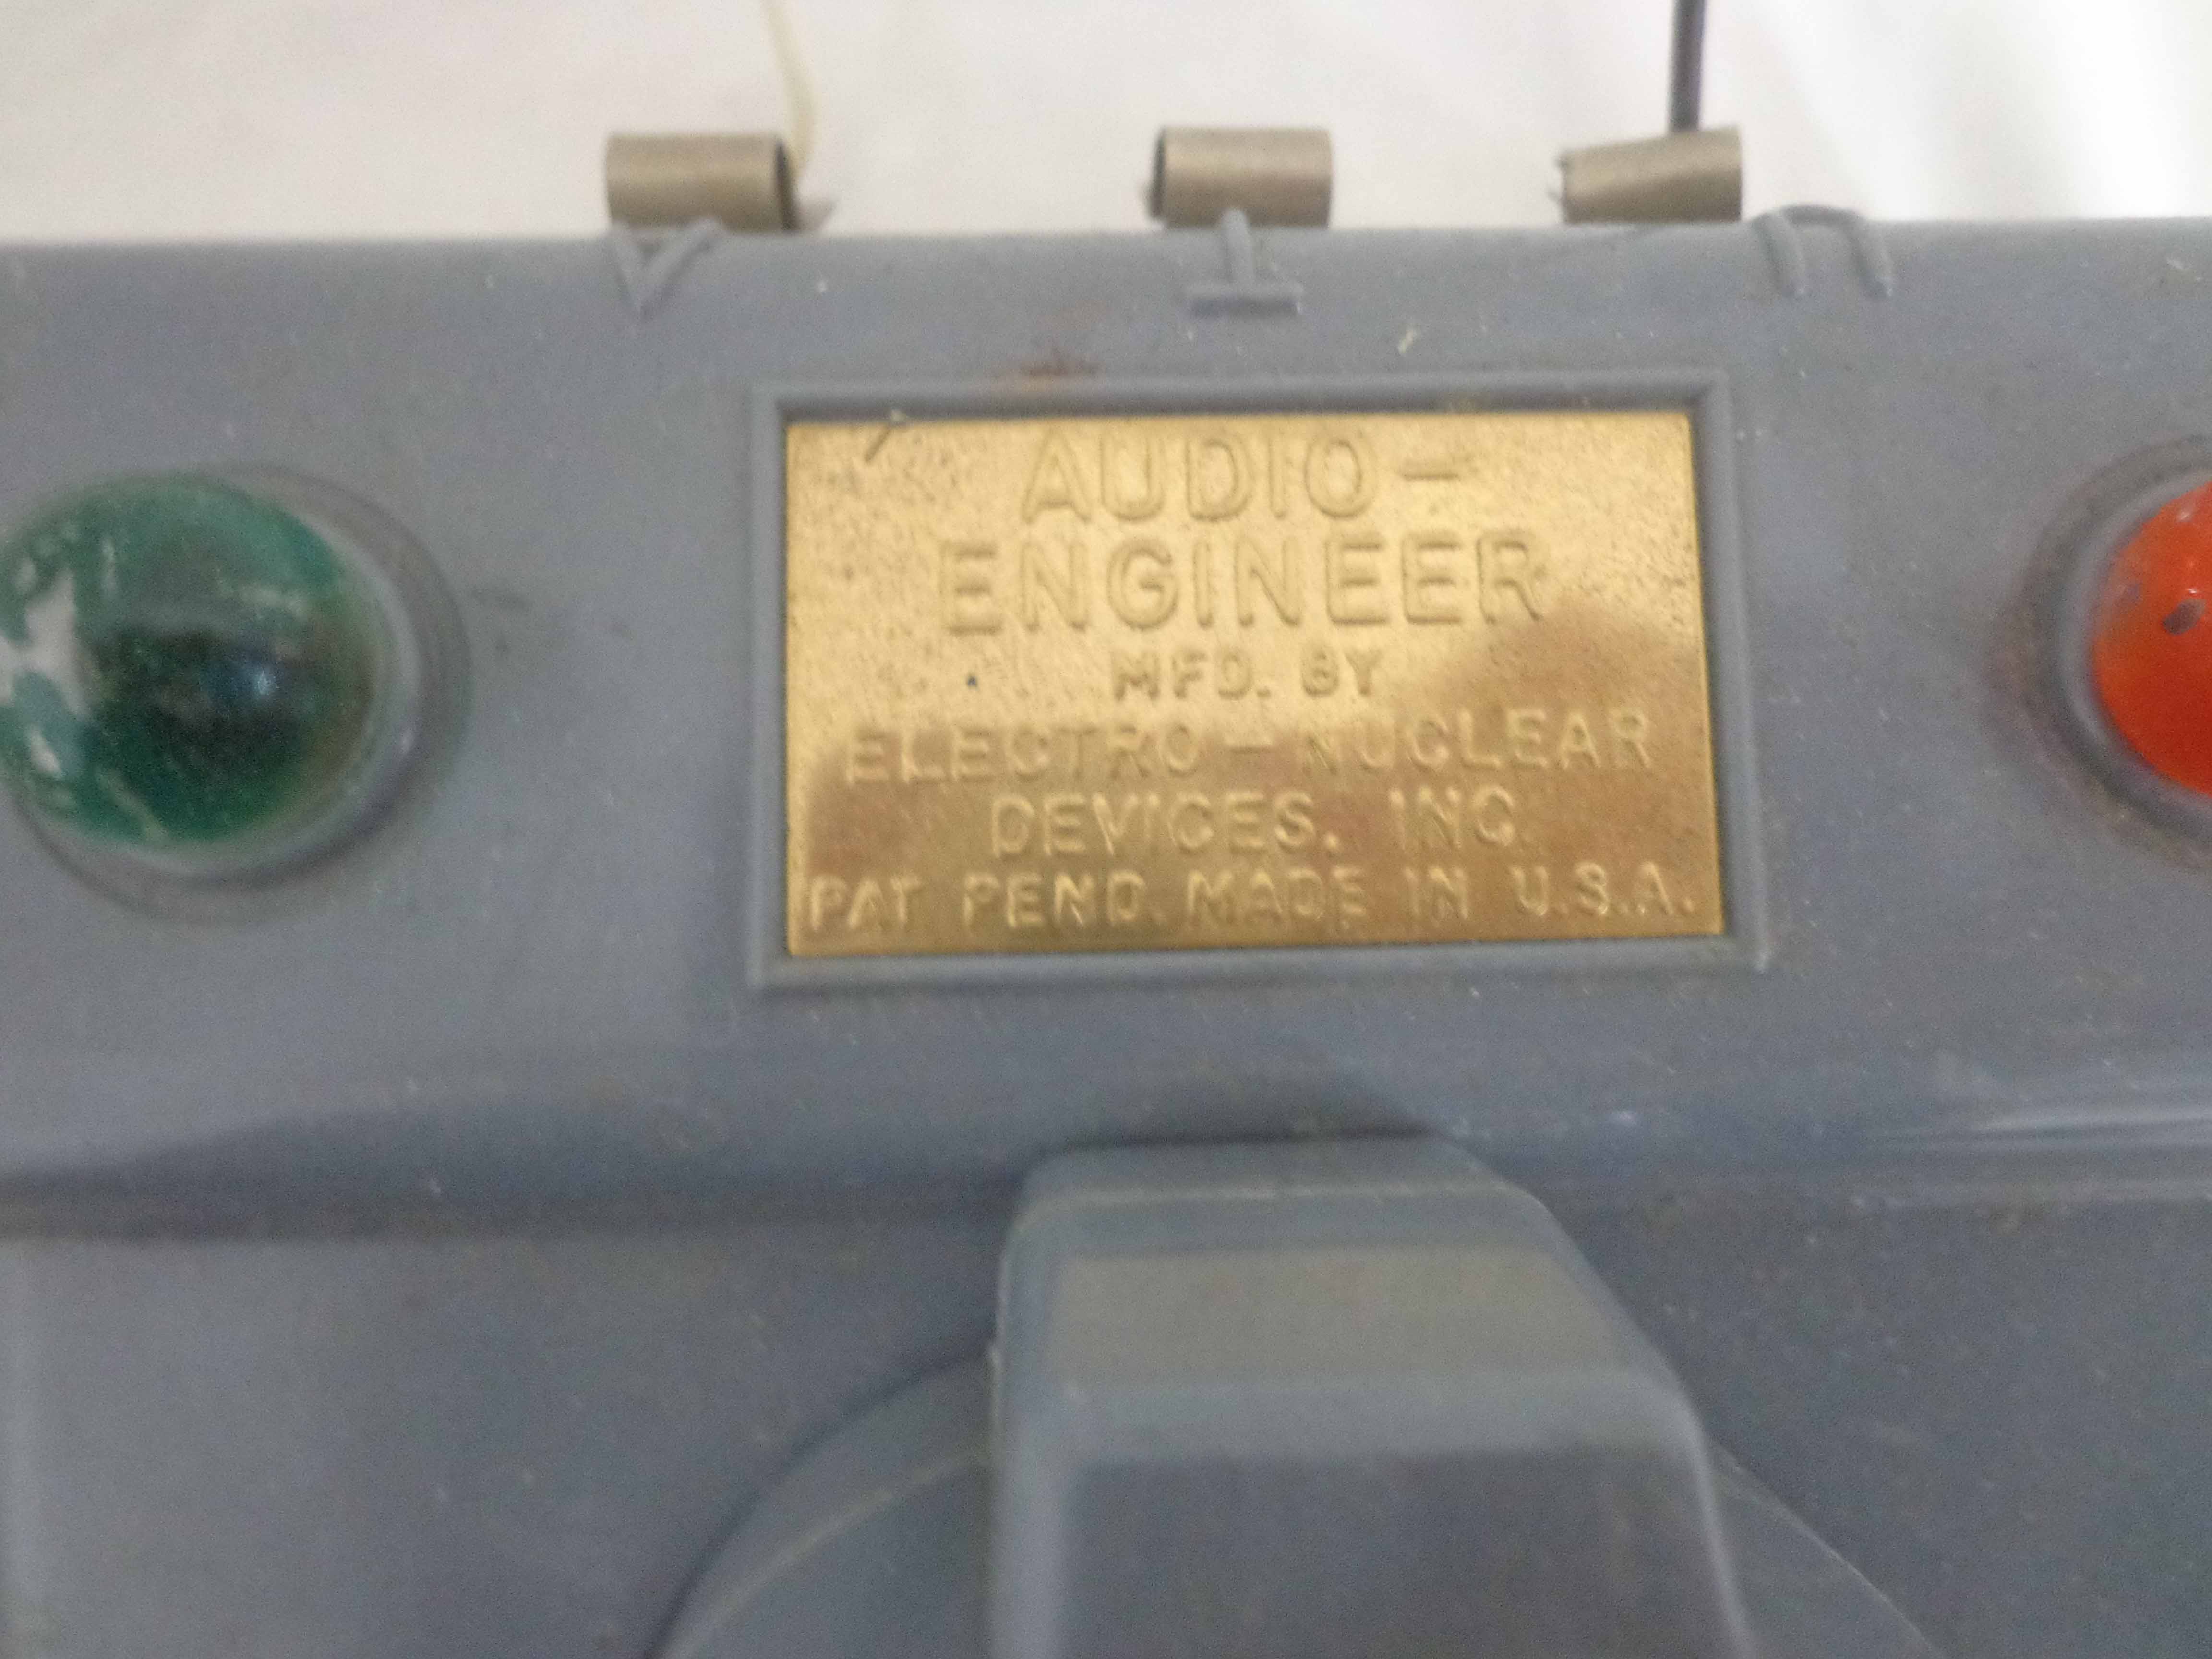 AUDIO-
ENGINEER
MFD. BY
ELECTRO-NUCLEAR
DEVICES, INC.
PAT PEND. MADE IN U.S.A.